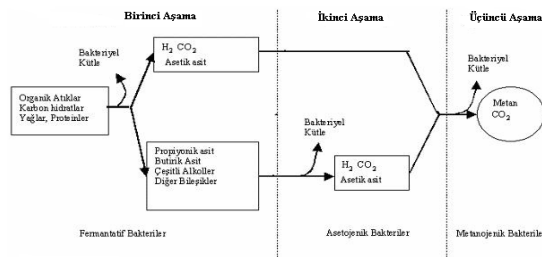 Birinci Aşama
İkinci Aşama
Üçüncü Aşama
Bakteriyel
Kütle
H2 CO2
Asetik asit
Organik Atıklar
Karbon hidratlar
Yağlar, Proteinler
Propiyonik asit
Butirik Asit
Çeşitli Alkoller
Diğer Bileşikler
Bakteriyel
Kütle
H2 CO2
Asetik asit
Bakteriyel
Kütle
Metan
CO2
Fermantatif Bakteriler
Asetojenik Bakteriler
Metanojenik Bakterile